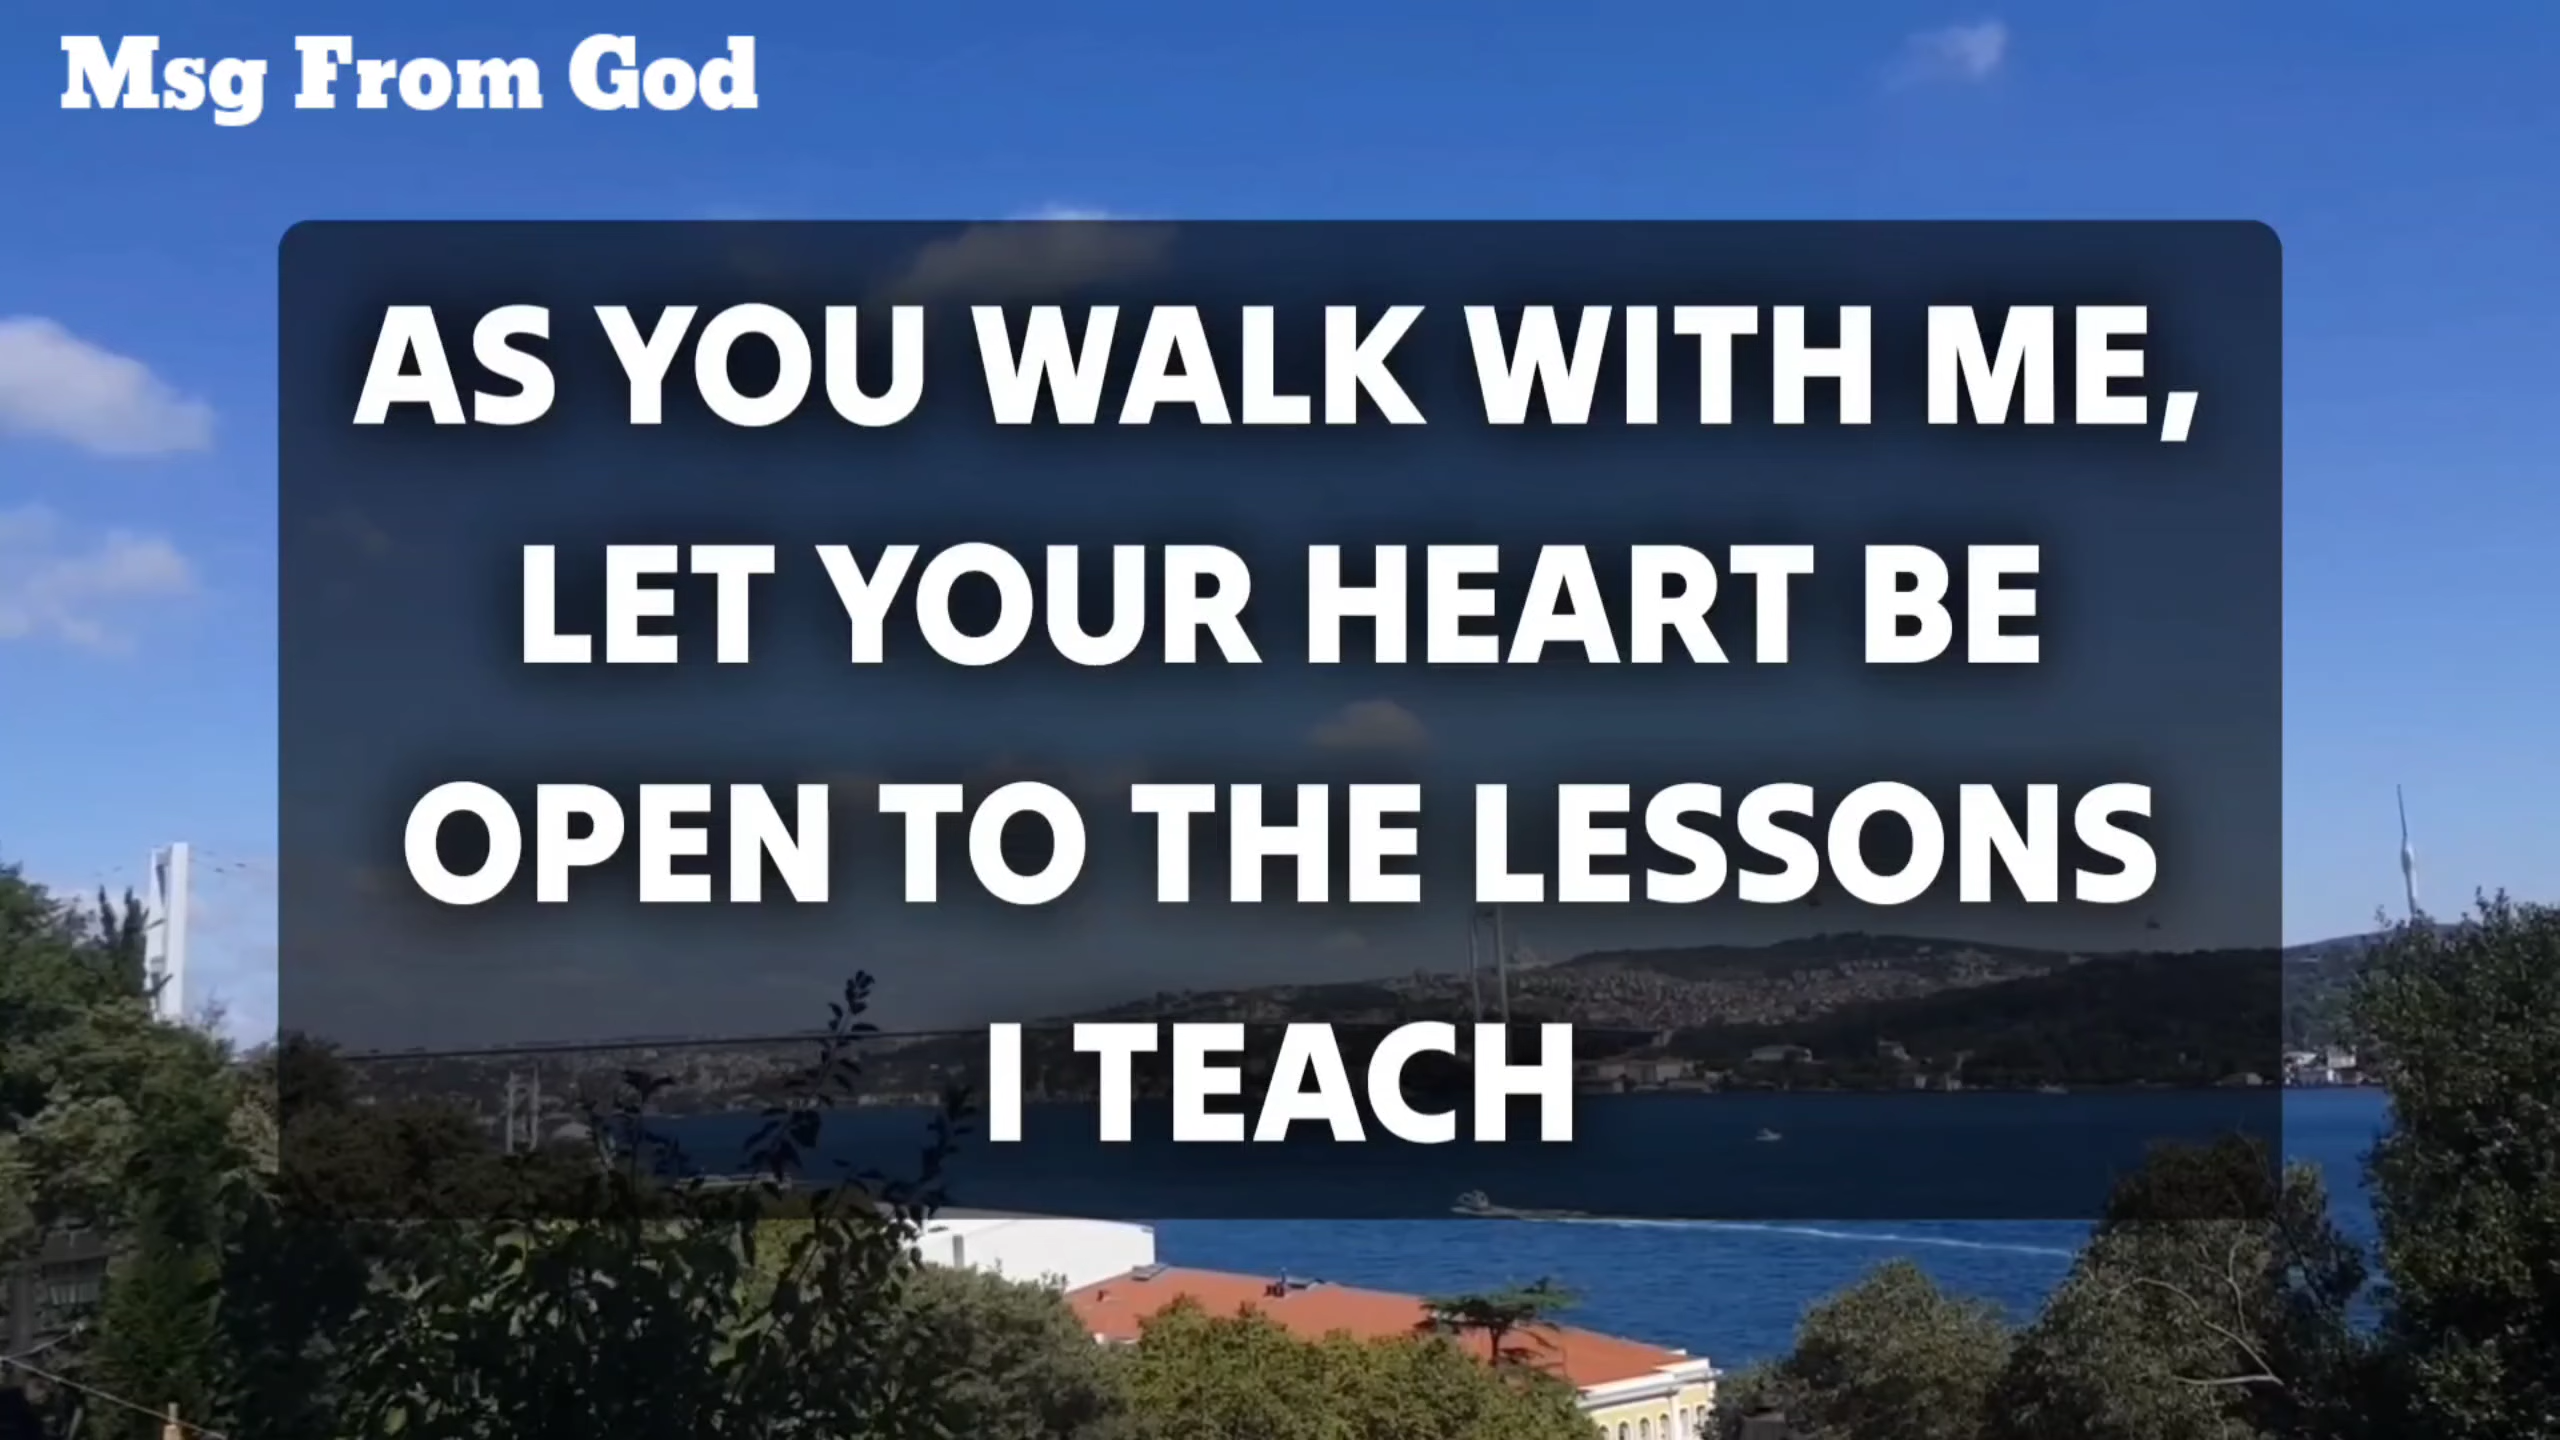 Msg From God
AS YOU WALK WITH ME,
LET YOUR HEART BE
OPEN TO THE LESSONS
I TEACH